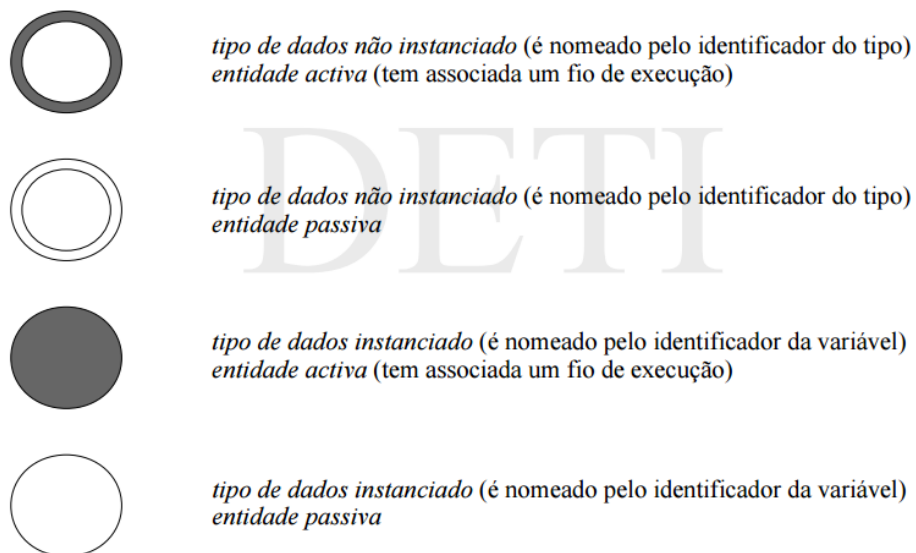 tipo de dados não instanciado (é nomeado pelo identificador do tipo)
entidade activa (tem associada um fio de execução)
DETI
tipo de dados não instanciado (é nomeado pelo identificador do tipo)
entidade passiva
tipo de dados instanciado (é nomeado pelo identificador da variável)
entidade activa (tem associada um fio de execução)
tipo de dados instanciado (é nomeado pelo identificador da variável)
entidade passiva